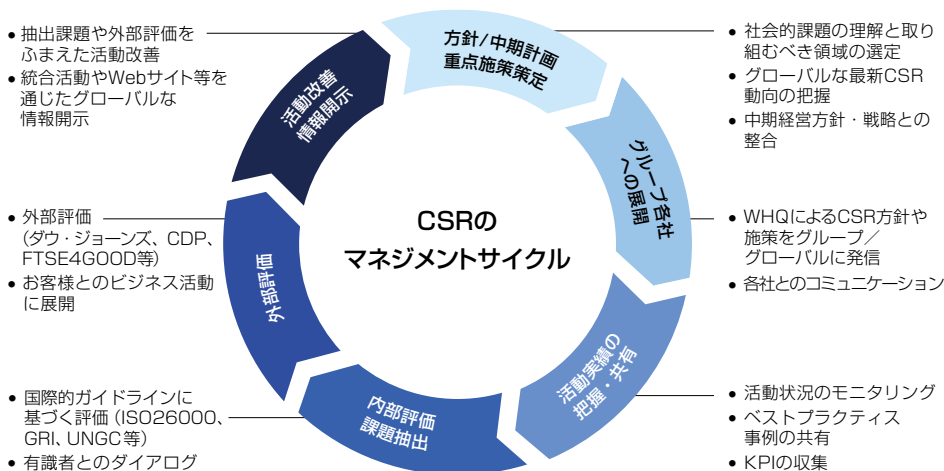 CSRの
マネジメントサイクル
方針/中期計画
重点施策策定
● 社会的課題の理解と取り
組むべき領域の選定
● グローバルな最新CSR
動向の把握
● 中期経営方針・戦略との
整合
グループ各社
への展開
● WHQによるCSR方針や
施策をグループ／
グローバルに発信
● 各社とのコミュニケーション
活動実績の
把握・共有
● 活動状況のモニタリング
● ベストプラクティス
事例の共有
● KPIの収集
内部評価
課題抽出
● 国際的ガイドラインに
基づく評価（ISO26000、
GRI、UNGC等）
● 有識者とのダイアログ
外部評価
● 外部評価
（ダウ・ジョーンズ、CDP、
FTSE4GOOD等）
● お客様とのビジネス活動
に展開
活動改善
情報開示
● 抽出課題や外部評価を
ふまえた活動改善
● 統合活動やWebサイト等を
通じたグローバルな
情報開示